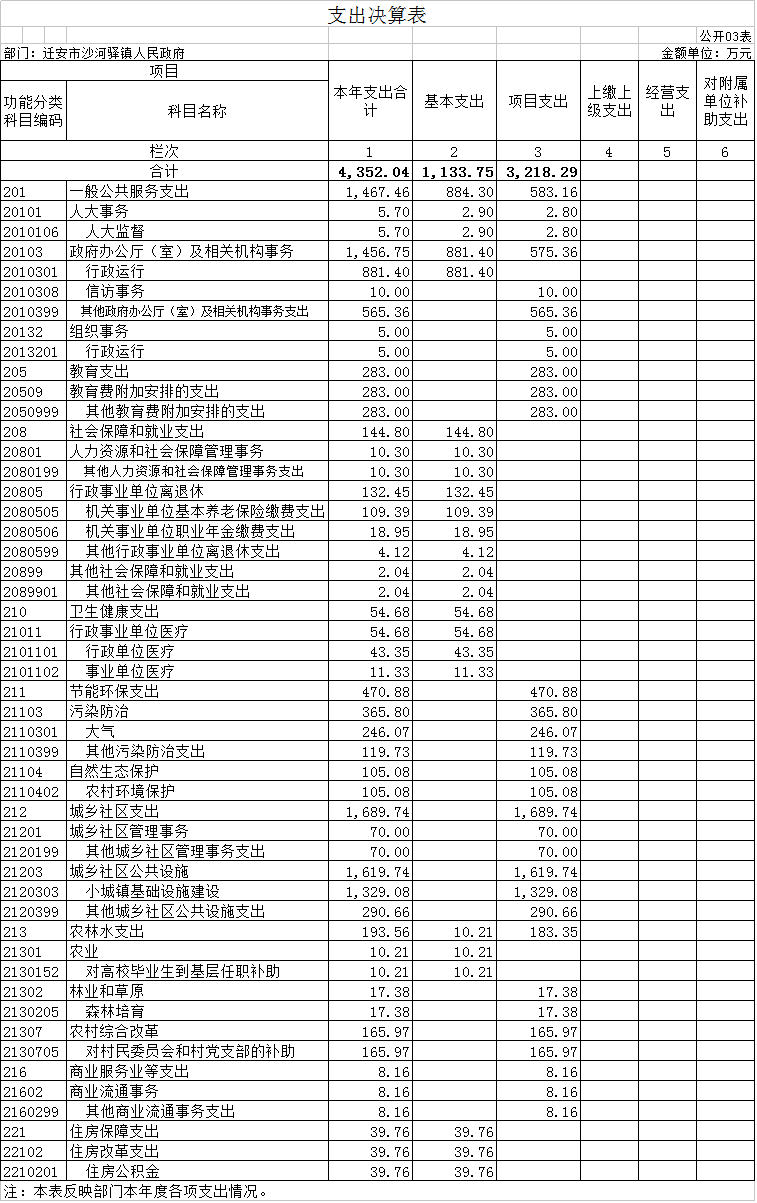 支出决算表
公开03表
部门：迁安市沙河驿镇人民政府 金额单位：万元
项目 本年支出合计 基本支出 项目支出 上缴上级支出 经营支出 对附属单位补助支出
功能分类科目编码 科目名称
栏次 1 2 3 4 5 6
合计 4,352.04 1,133.75 3,218.29
201 一般公共服务支出 1,467.46 884.30 583.16
20101 人大事务 5.70 2.90 2.80
2010106 人大监督 5.70 2.90 2.80
20103 政府办公厅（室）及相关机构事务 1,456.75 881.40 575.36
2010301 行政运行 881.40 881.40
2010308 信访事务 10.00 10.00
2010399 其他政府办公厅（室）及相关机构事务支出 565.36 565.36
20132 组织事务 5.00 5.00
2013201 行政运行 5.00 5.00
205 教育支出 283.00 283.00
20509 教育费附加安排的支出 283.00 283.00
2050999 其他教育费附加安排的支出 283.00 283.00
208 社会保障和就业支出 144.80 144.80
20801 人力资源和社会保障管理事务 10.30 10.30
2080199 其他人力资源和社会保障管理事务支出 10.30 10.30
20805 行政事业单位离退休 132.45 132.45
2080505 机关事业单位基本养老保险缴费支出 109.39 109.39
2080506 机关事业单位职业年金缴费支出 18.95 18.95
2080599 其他行政事业单位离退休支出 4.12 4.12
20899 其他社会保障和就业支出 2.04 2.04
2089901 其他社会保障和就业支出 2.04 2.04
210 卫生健康支出 54.68 54.68
21011 行政事业单位医疗 54.68 54.68
2101101 行政单位医疗 43.35 43.35
2101102 事业单位医疗 11.33 11.33
211 节能环保支出 470.88 470.88
21103 污染防治 365.80 365.80
2110301 大气 246.07 246.07
2110399 其他污染防治支出 119.73 119.73
21104 自然生态保护 105.08 105.08
2110402 农村环境保护 105.08 105.08
212 城乡社区支出 1,689.74 1,689.74
21201 城乡社区管理事务 70.00 70.00
2120199 其他城乡社区管理事务支出 70.00 70.00
21203 城乡社区公共设施 1,619.74 1,619.74
2120303 小城镇基础设施建设 1,329.08 1,329.08
2120399 其他城乡社区公共设施支出 290.66 290.66
213 农林水支出 193.56 10.21 183.35
21301 农业 10.21 10.21
2130152 对高校毕业生到基层任职补助 10.21 10.21
21302 林业和草原 17.38 17.38
2130205 森林培育 17.38 17.38
21307 农村综合改革 165.97 165.97
2130705 对村民委员会和村党支部的补助 165.97 165.97
216 商业服务业等支出 8.16 8.16
21602 商业流通事务 8.16 8.16
2160299 其他商业流通事务支出 8.16 8.16
221 住房保障支出 39.76 39.76
22102 住房改革支出 39.76 39.76
2210201 住房公积金 39.76 39.76
注：本表反映部门本年度各项支出情况。